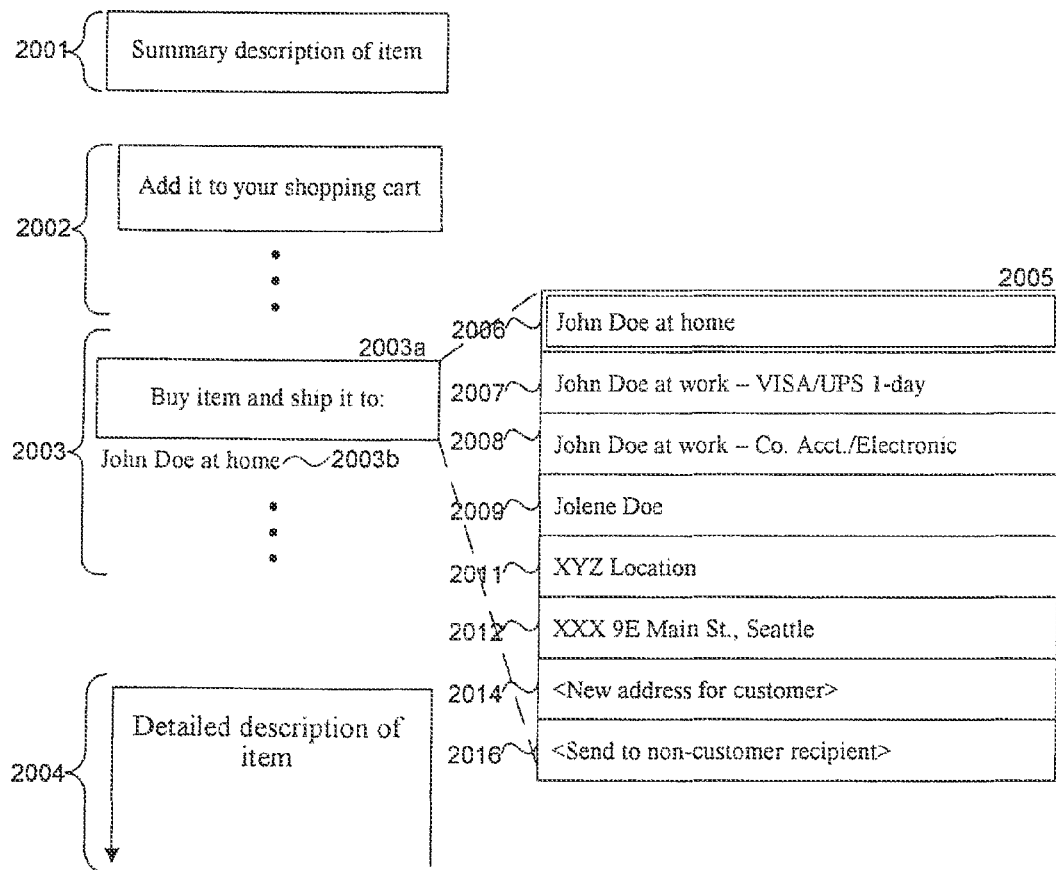 2001
Summary description of item
2002
Add it to your shopping cart
2003
2003a
Buy item and ship it to:
John Doe at home
2003b
2004
Detailed description of
item
2005
2006
John Doe at home
2007
John Doe at work – VISA/UPS 1-day
2008
John Doe at work – Co. Acct./Electronic
2009
Jolene Doe
2011
XYZ Location
2012
XXX 9E Main St., Seattle
2014
<New address for customer>
2016
<Send to non-customer recipient>